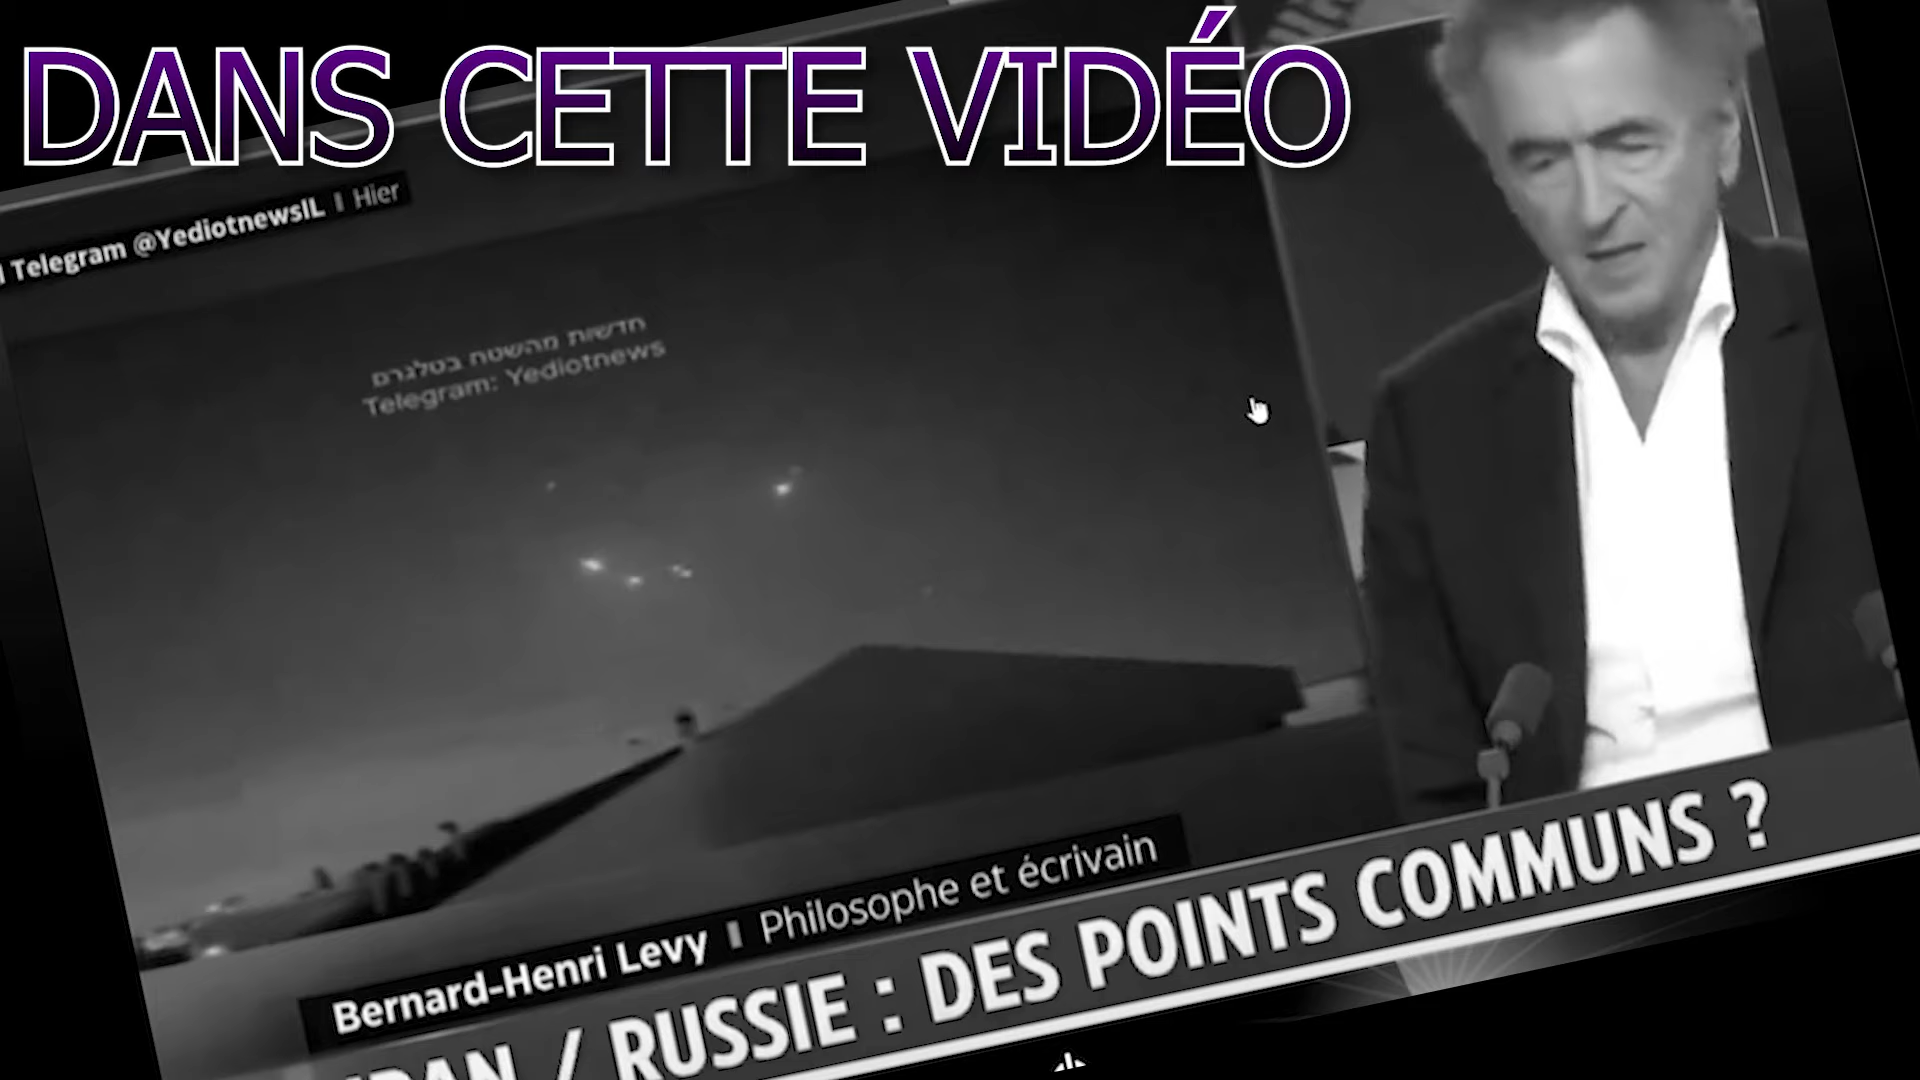 DANS CETTE VIDÉO
Telegram @YediotnewsIL | Hier
חדשות מהשטח בטלגרם
Telegram: Yediotnews
Bernard-Henri Levy | Philosophe et écrivain
IRAN / RUSSIE : DES POINTS COMMUNS ?